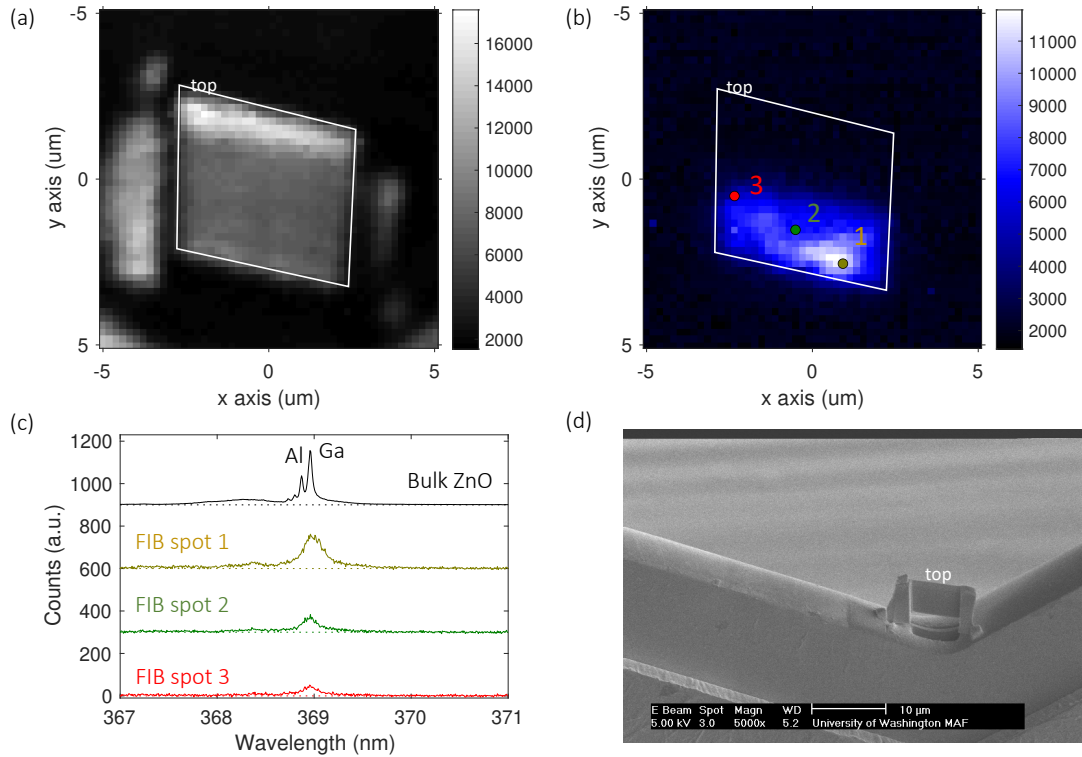 (a)
-5
0
5
y axis (um)
-5
0
5
x axis (um)
top
16000
14000
12000
10000
8000
6000
4000
2000
(b)
-5
0
5
y axis (um)
-5
0
5
x axis (um)
top
3
2
1
11000
10000
9000
8000
7000
6000
5000
4000
3000
2000
(c)
1200
1000
800
600
400
200
0
Counts (a.u.)
Al
Ga
Bulk ZnO
FIB spot 1
FIB spot 2
FIB spot 3
367
368
369
370
371
Wavelength (nm)
(d)
top
E Beam Spot Magn WD 10 µm
5.00 kV 3.0 5000x 5.2 University of Washington MAF